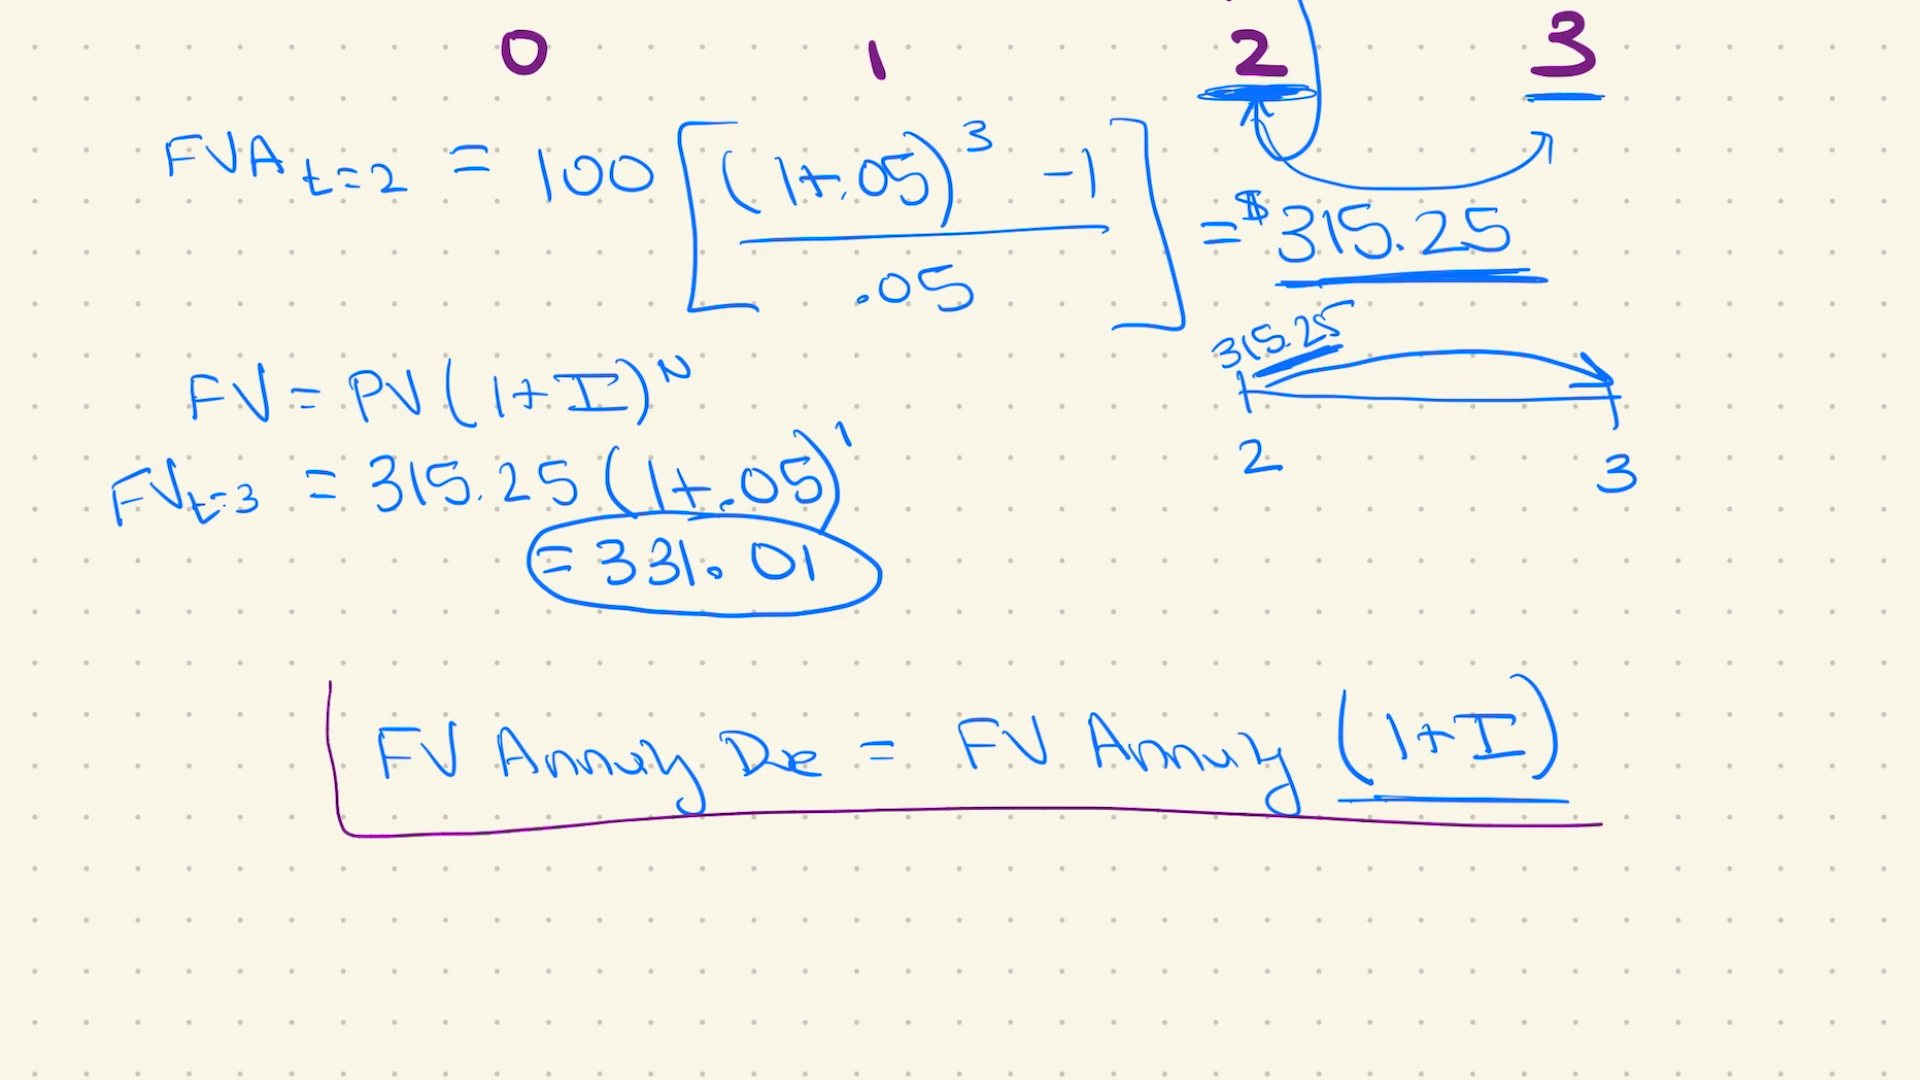 0 1 2 3
FVA t=2 = 100 [ (1+.05)^3 -1 / .05 ] = $315.25
315.25
FV = PV (1+I)^N
2 3
FV t=3 = 315.25 (1+.05)^1
= 331.01
FV Annuity Due = FV Annuity (1+I)